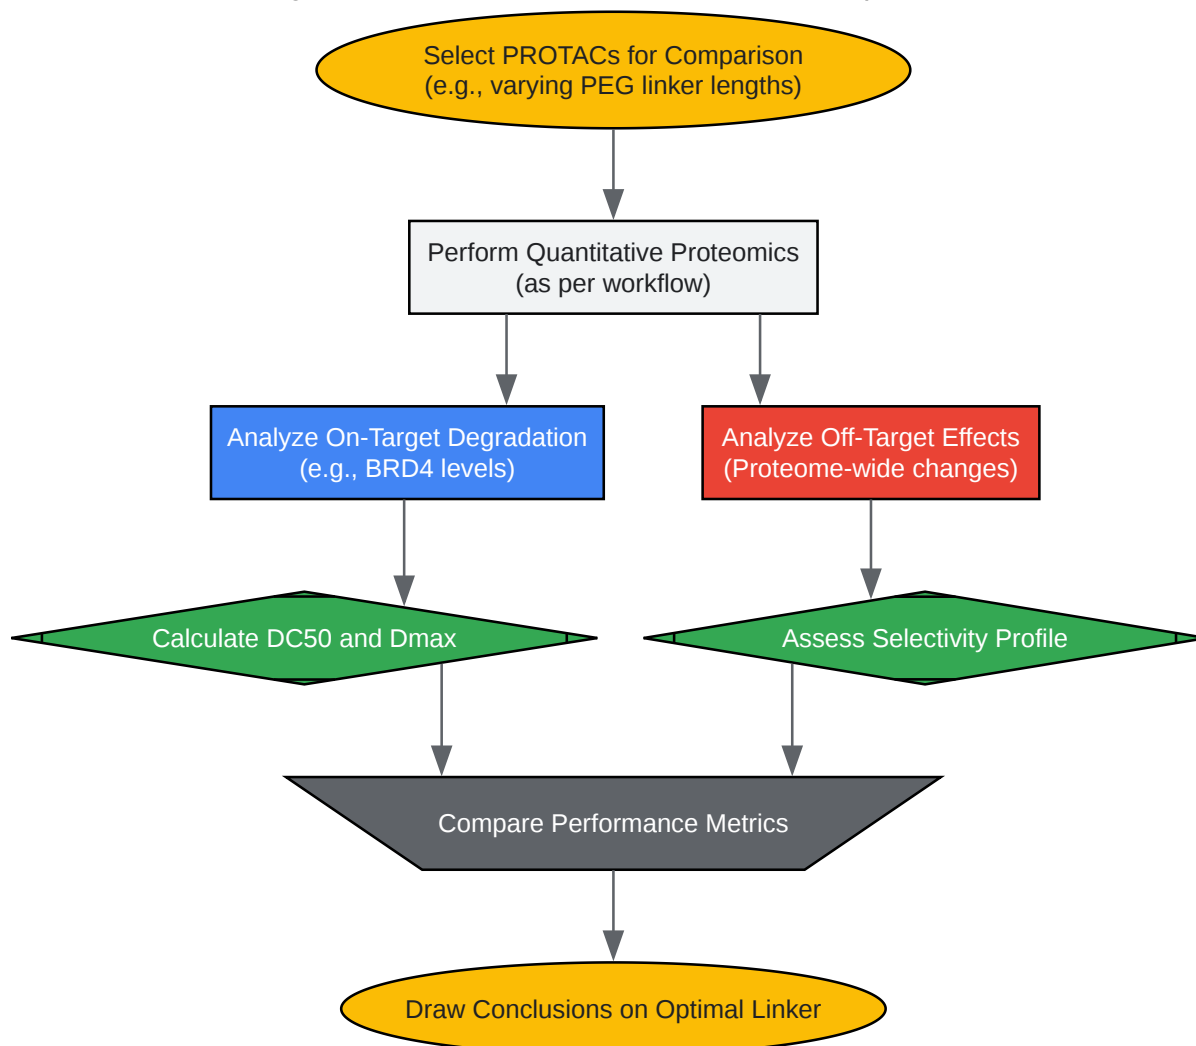 Select PROTACs for Comparison
(e.g., varying PEG linker lengths)
Perform Quantitative Proteomics
(as per workflow)
Analyze On-Target Degradation
(e.g., BRD4 levels)
Analyze Off-Target Effects
(Proteome-wide changes)
Calculate DC50 and Dmax
Assess Selectivity Profile
Compare Performance Metrics
Draw Conclusions on Optimal Linker